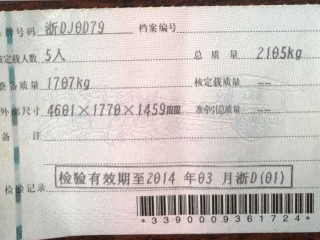 号牌号码 浙DJ0D79 档案编号
核定载人数 5人 总 质 量 2105kg
整备质量 1707kg 核定载质量 --
外廓尺寸 4601×1770×1459mm 准牵引总质量 --
备 注
检验有效期至2014 年03 月浙D(01)
检验记录
*3390009361724*